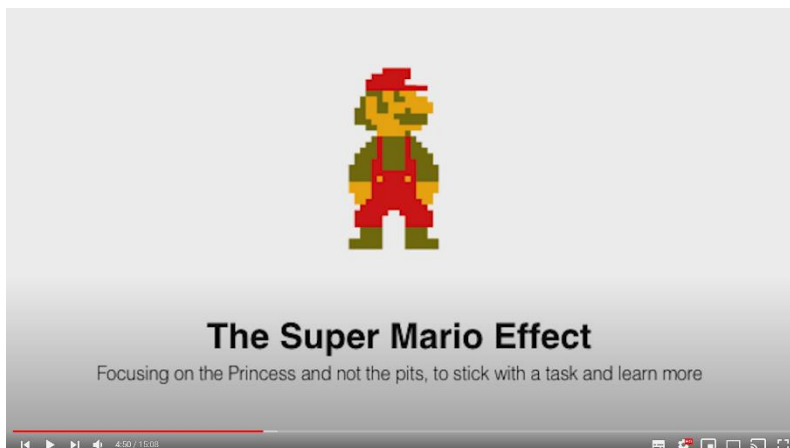 The Super Mario Effect
Focusing on the Princess and not the pits, to stick with a task and learn more
4:50 / 15:08